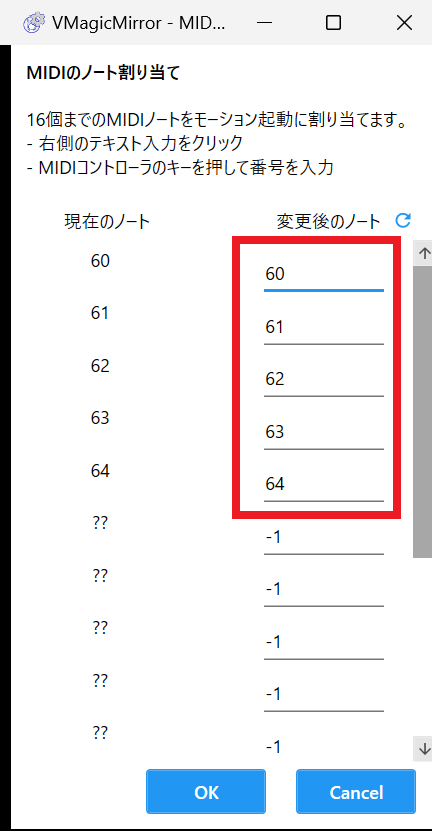 VMagicMirror - MID...
MIDIのノート割り当て
16個までのMIDIノートをモーション起動に割り当てます。
- 右側のテキスト入力をクリック
- MIDIコントローラのキーを押して番号を入力
現在のノート 変更後のノート
60 60
61 61
62 62
63 63
64 64
?? -1
?? -1
?? -1
?? -1
?? -1
OK Cancel